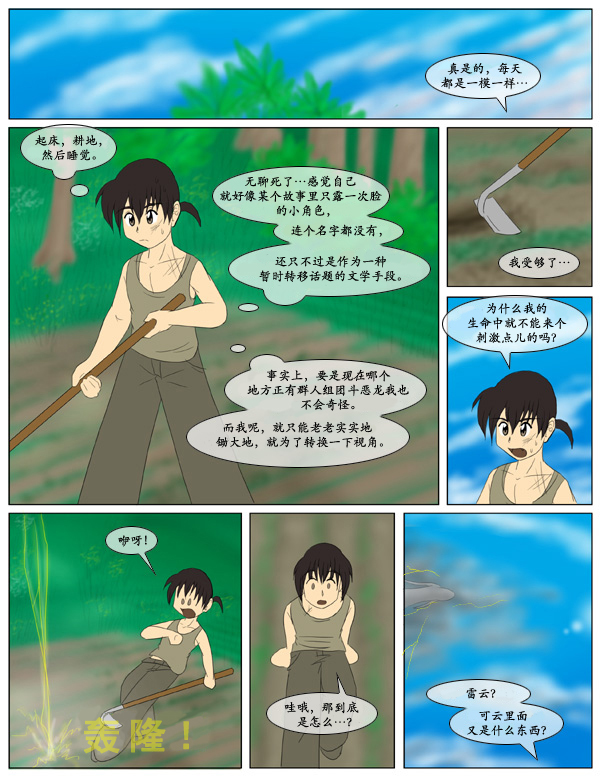 真是的，每天
都是一模一样…
起床，耕地，
然后睡觉。
无聊死了…感觉自己
就好像某个故事里只露一次脸
的小角色，
连个名字都没有，
还只不过是作为一种
暂时转移话题的文学手段。
事实上，要是现在哪个
地方正有群人组团斗恶龙我也
不会奇怪。
而我呢，就只能老老实实地
锄大地，就为了转换一下视角。
我受够了…
为什么我的
生命中就不能来个
刺激点儿的吗？
咿呀！
轰隆！
哇哦，那到底
是怎么…？
雷云？
可云里面
又是什么东西？